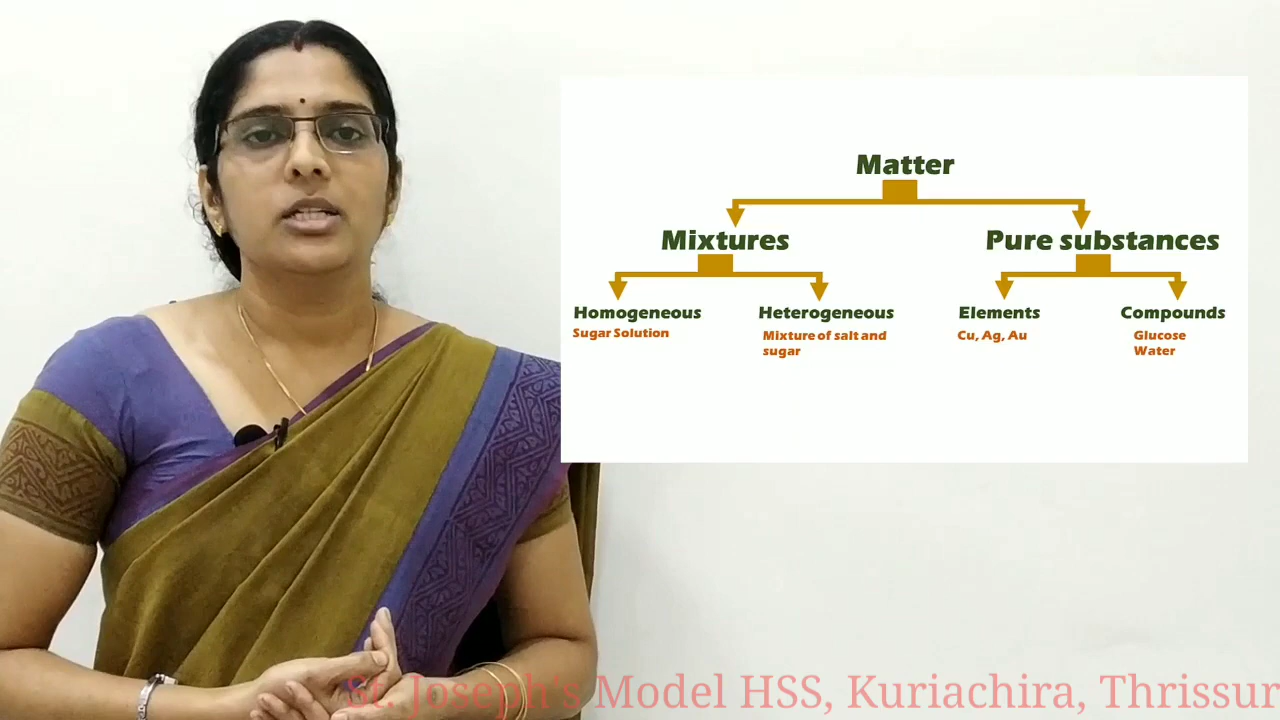 Matter
Mixtures
Pure substances
Homogeneous
Heterogeneous
Elements
Compounds
Sugar Solution
Mixture of salt and
sugar
Cu, Ag, Au
Glucose
Water
St. Joseph's Model HSS, Kuriachira, Thrissur